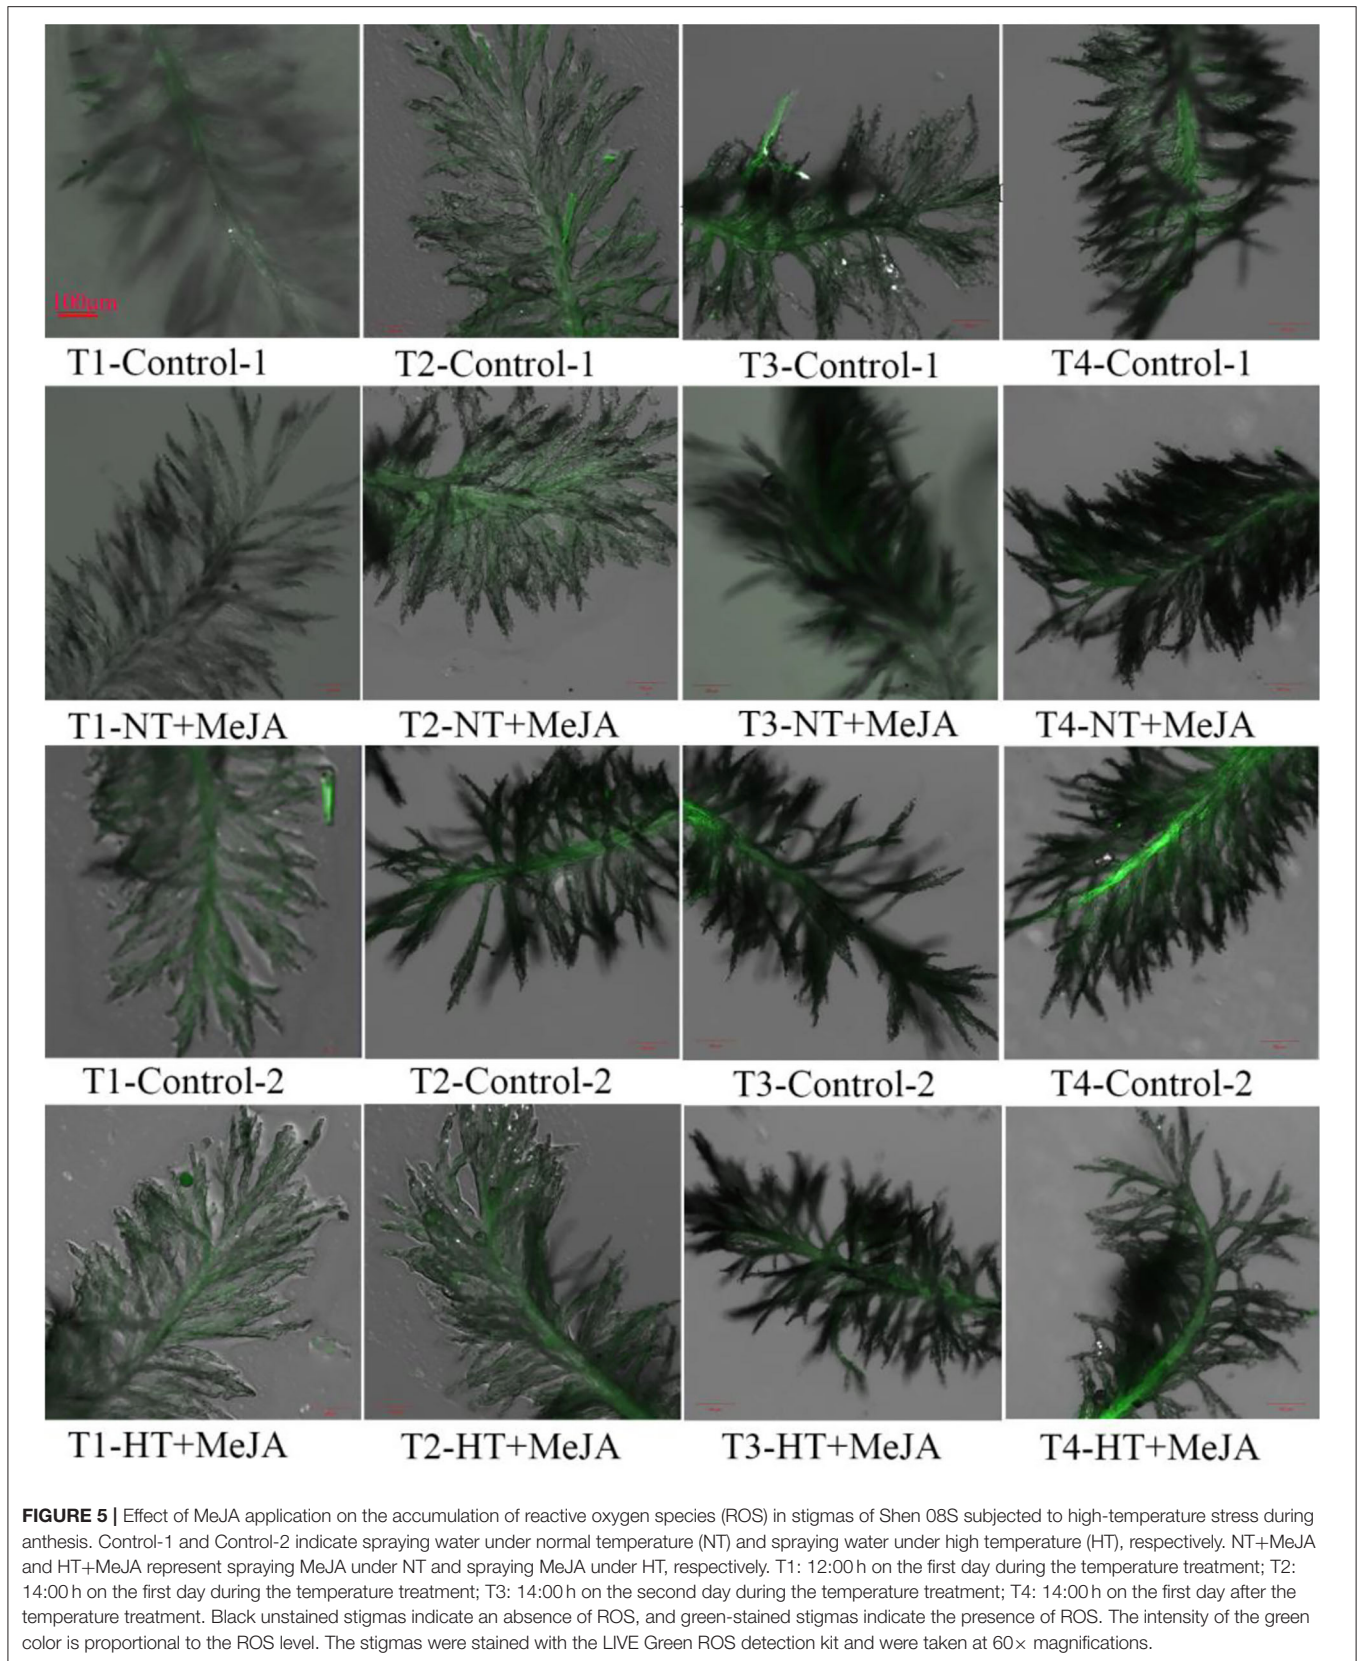 100μm
T1-Control-1
T2-Control-1
T3-Control-1
T4-Control-1
T1-NT+MeJA
T2-NT+MeJA
T3-NT+MeJA
T4-NT+MeJA
T1-Control-2
T2-Control-2
T3-Control-2
T4-Control-2
T1-HT+MeJA
T2-HT+MeJA
T3-HT+MeJA
T4-HT+MeJA
FIGURE 5 | Effect of MeJA application on the accumulation of reactive oxygen species (ROS) in stigmas of Shen 08S subjected to high-temperature stress during
anthesis. Control-1 and Control-2 indicate spraying water under normal temperature (NT) and spraying water under high temperature (HT), respectively. NT+MeJA
and HT+MeJA represent spraying MeJA under NT and spraying MeJA under HT, respectively. T1: 12:00 h on the first day during the temperature treatment; T2:
14:00 h on the first day during the temperature treatment; T3: 14:00 h on the second day during the temperature treatment; T4: 14:00 h on the first day after the
temperature treatment. Black unstained stigmas indicate an absence of ROS, and green-stained stigmas indicate the presence of ROS. The intensity of the green
color is proportional to the ROS level. The stigmas were stained with the LIVE Green ROS detection kit and were taken at 60× magnifications.